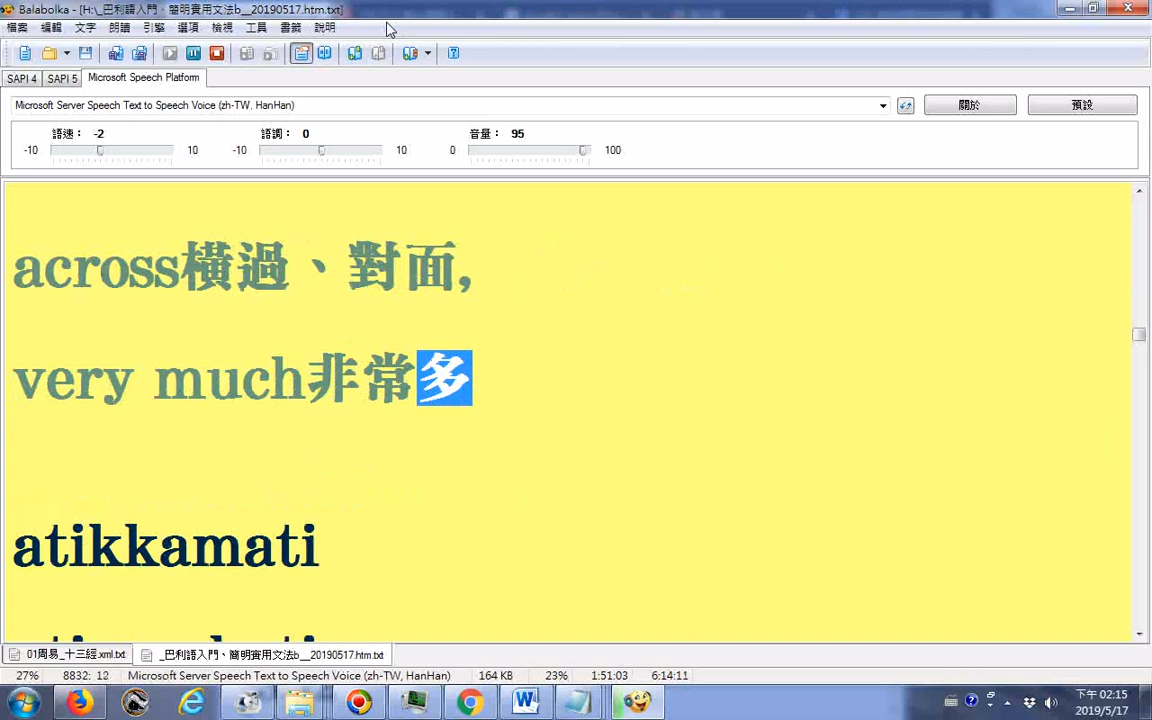 Balabolka - [H:\_巴利語入門、簡明實用文法b__20190517.htm.txt]
檔案 編輯 文字 朗讀 引擎 選項 檢視 工具 書籤 說明
SAPI 4 SAPI 5 Microsoft Speech Platform
Microsoft Server Speech Text to Speech Voice (zh-TW, HanHan) 關於 預設
語速： -2 語調： 0 音量： 95
-10 10 -10 10 0 100
across橫過、對面,
very much非常多
atikkamati
01周易_十三經.xml.txt _巴利語入門、簡明實用文法b__20190517.htm.txt
27% 8832: 12 Microsoft Server Speech Text to Speech Voice (zh-TW, HanHan) 164 KB 23% 1:51:03 6:14:11
下午 02:15
2019/5/17